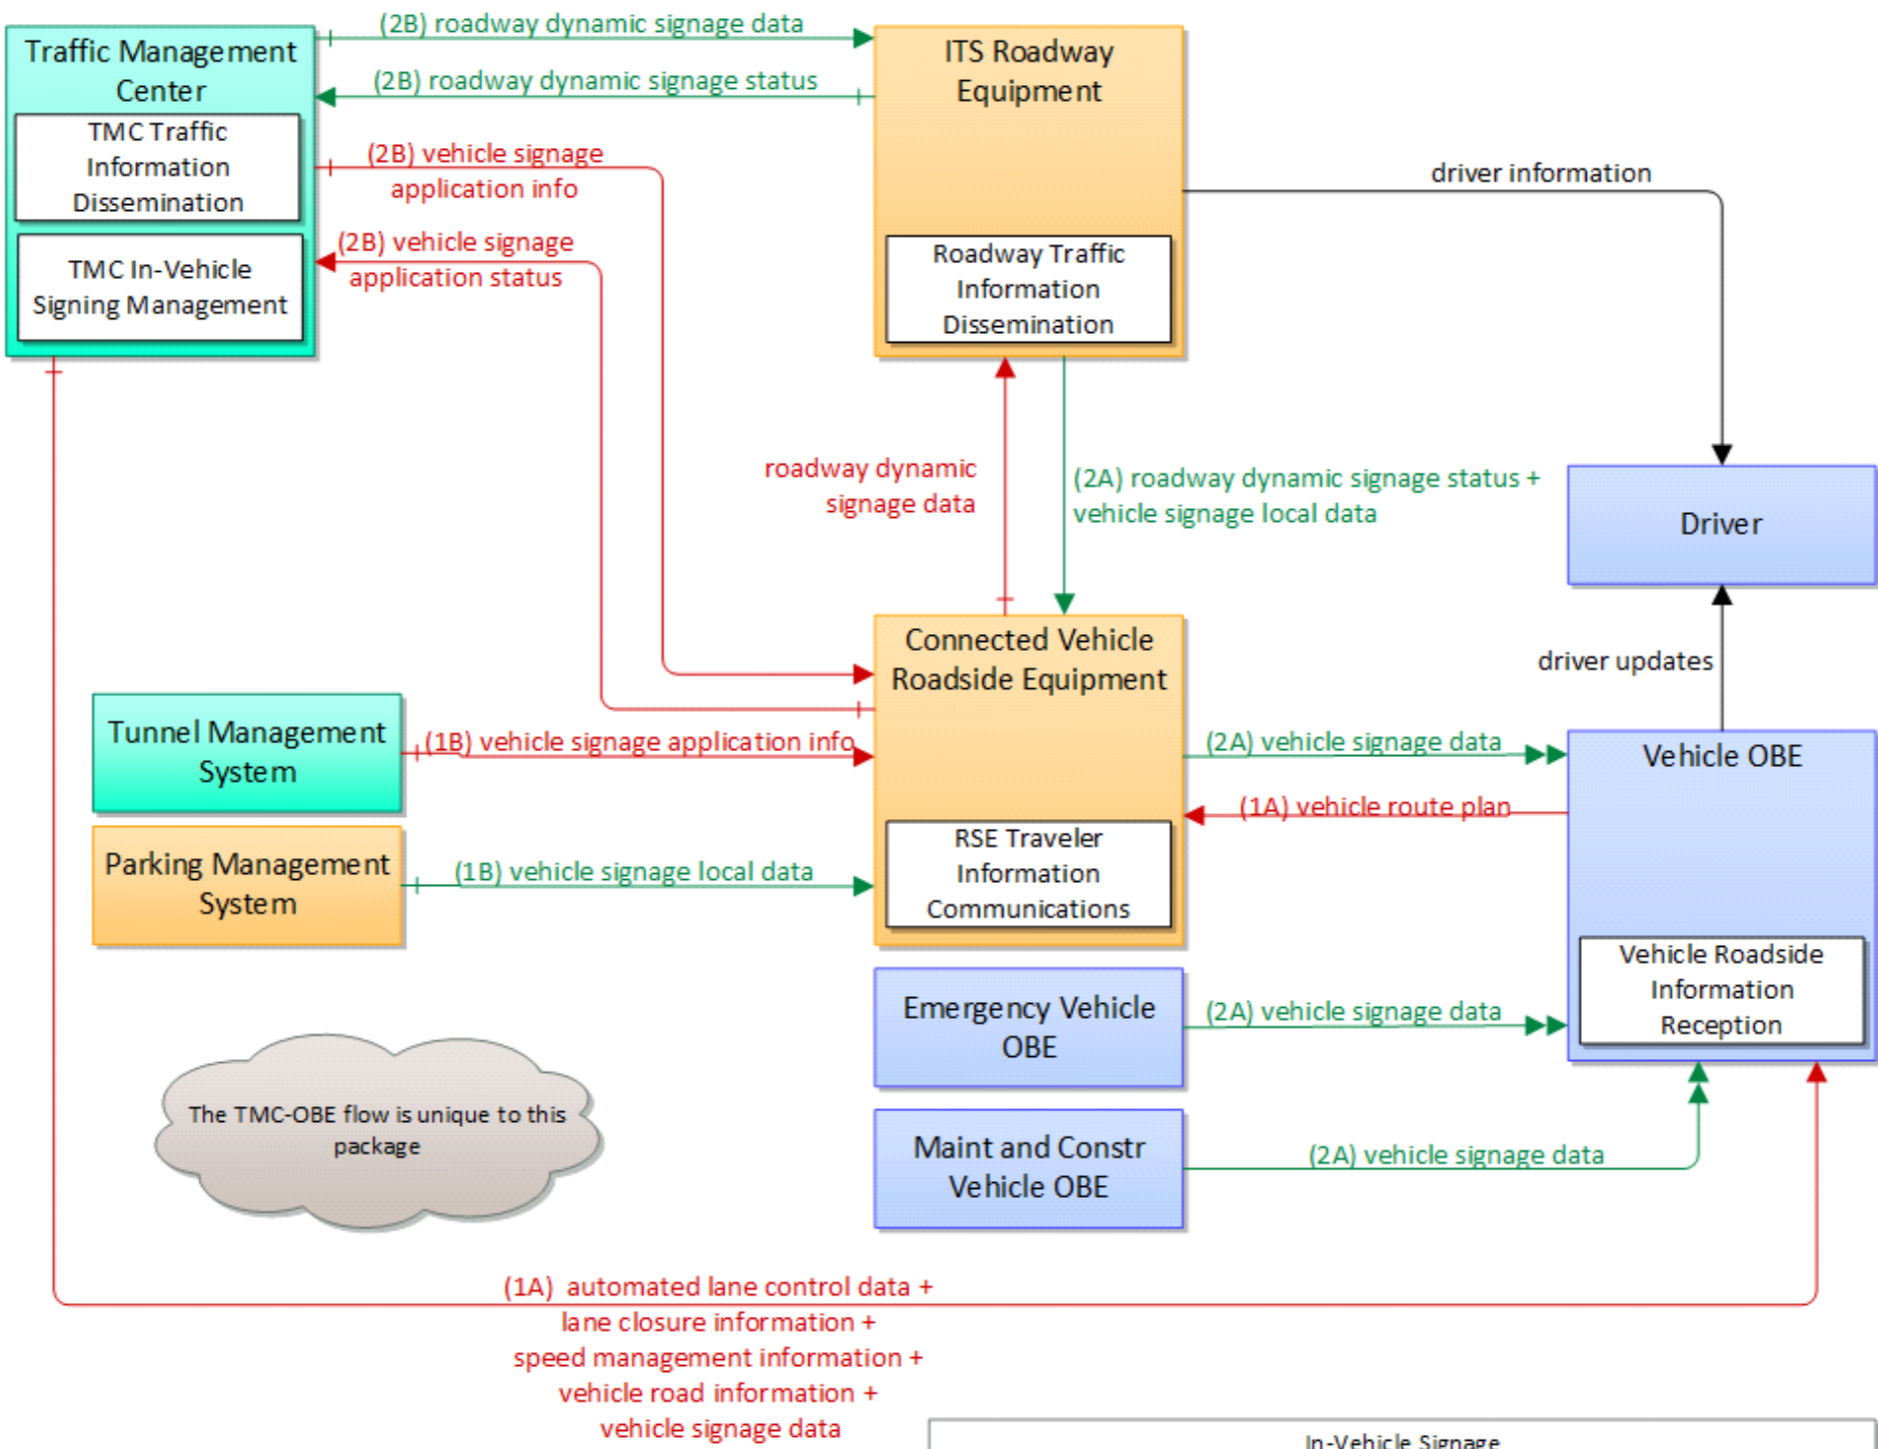 (2B) roadway dynamic signage data
Traffic Management
Center
(2B) roadway dynamic signage status
TMC Traffic
Information
Dissemination
TMC In-Vehicle
Signing Management
(2B) vehicle signage
application info
(2B) vehicle signage
application status
ITS Roadway
Equipment
Roadway Traffic
Information
Dissemination
driver information
roadway dynamic
signage data
(2A) roadway dynamic signage status +
vehicle signage local data
Driver
driver updates
Connected Vehicle
Roadside Equipment
RSE Traveler
Information
Communications
Tunnel Management
System
(1B) vehicle signage application info
Parking Management
System
(1B) vehicle signage local data
(2A) vehicle signage data
(1A) vehicle route plan
Vehicle OBE
Vehicle Roadside
Information
Reception
Emergency Vehicle
OBE
(2A) vehicle signage data
Maint and Constr
Vehicle OBE
(2A) vehicle signage data
The TMC-OBE flow is unique to this
package
(1A) automated lane control data +
lane closure information +
speed management information +
vehicle road information +
vehicle signage data
In-Vehicle Signage